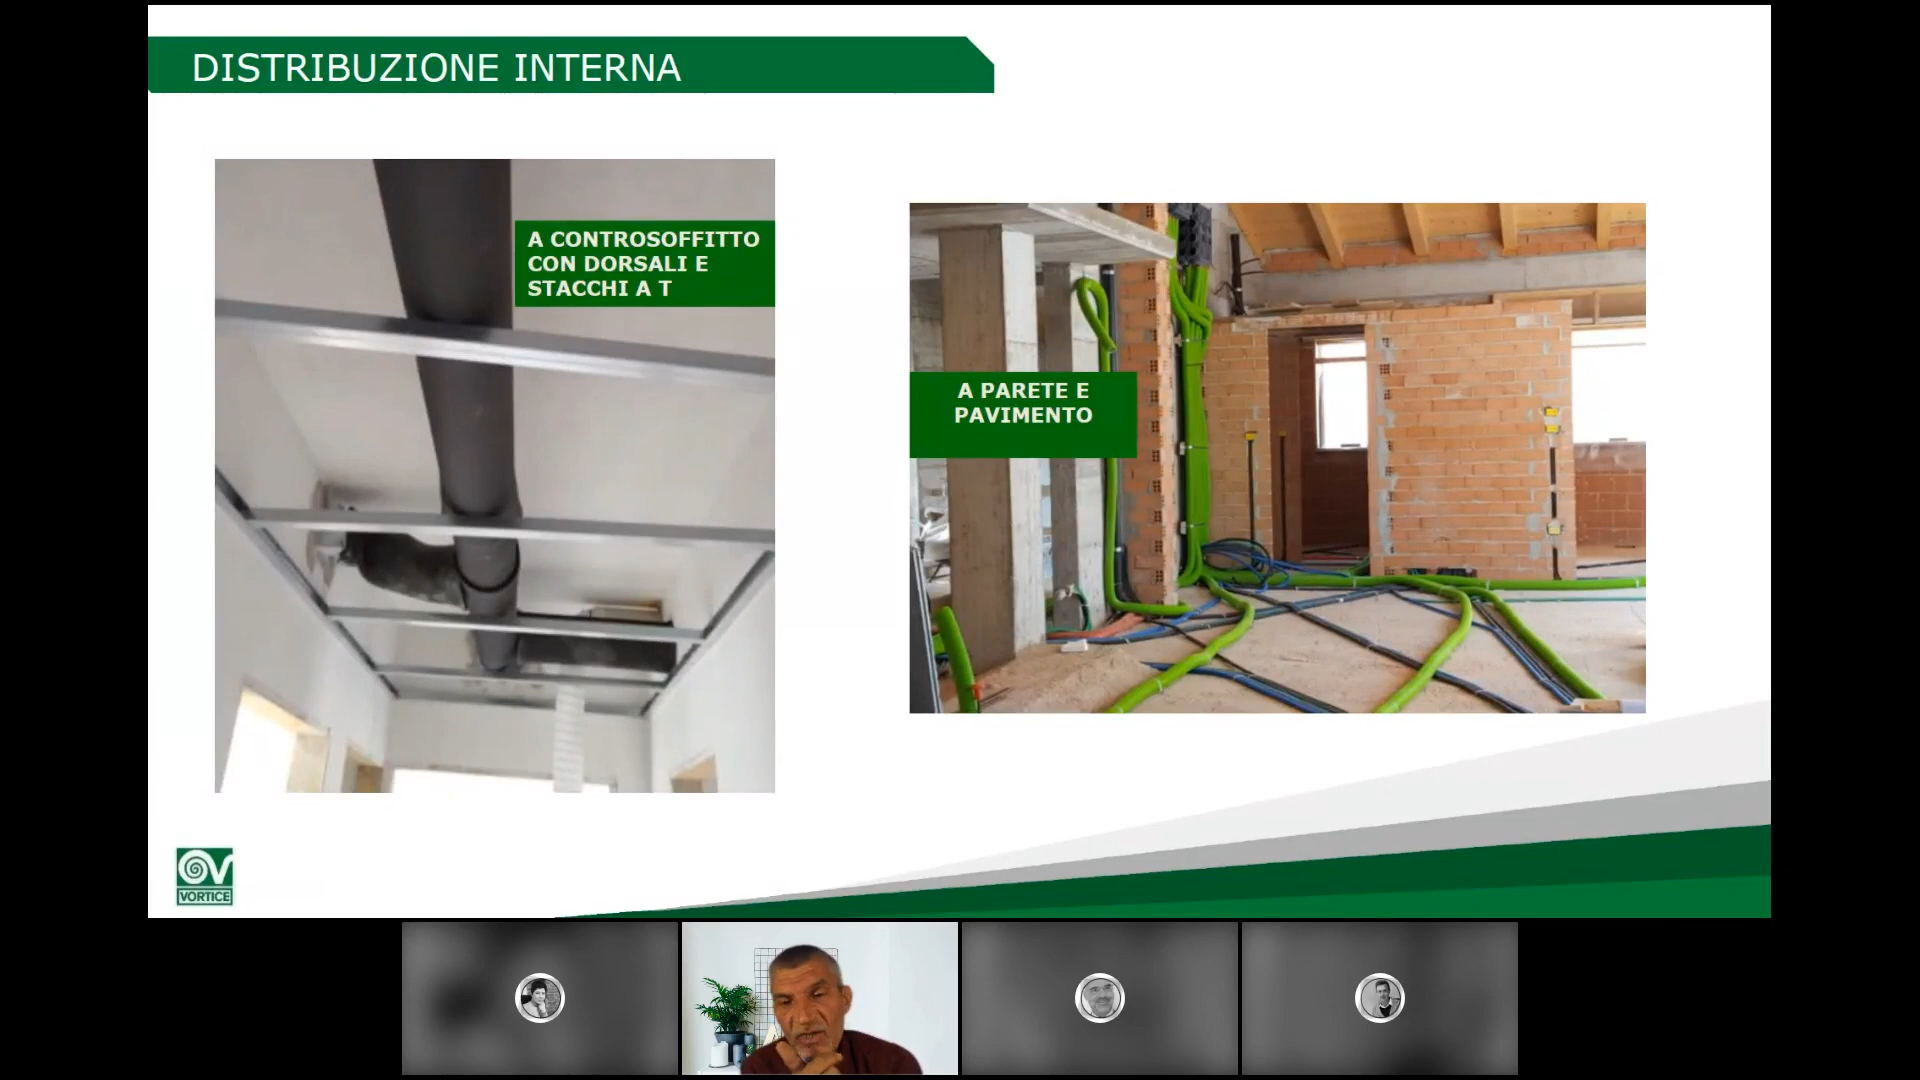 DISTRIBUZIONE INTERNA
A CONTROSOFFITTO
CON DORSALI E
STACCHI A T
A PARETE E
PAVIMENTO
VORTICE